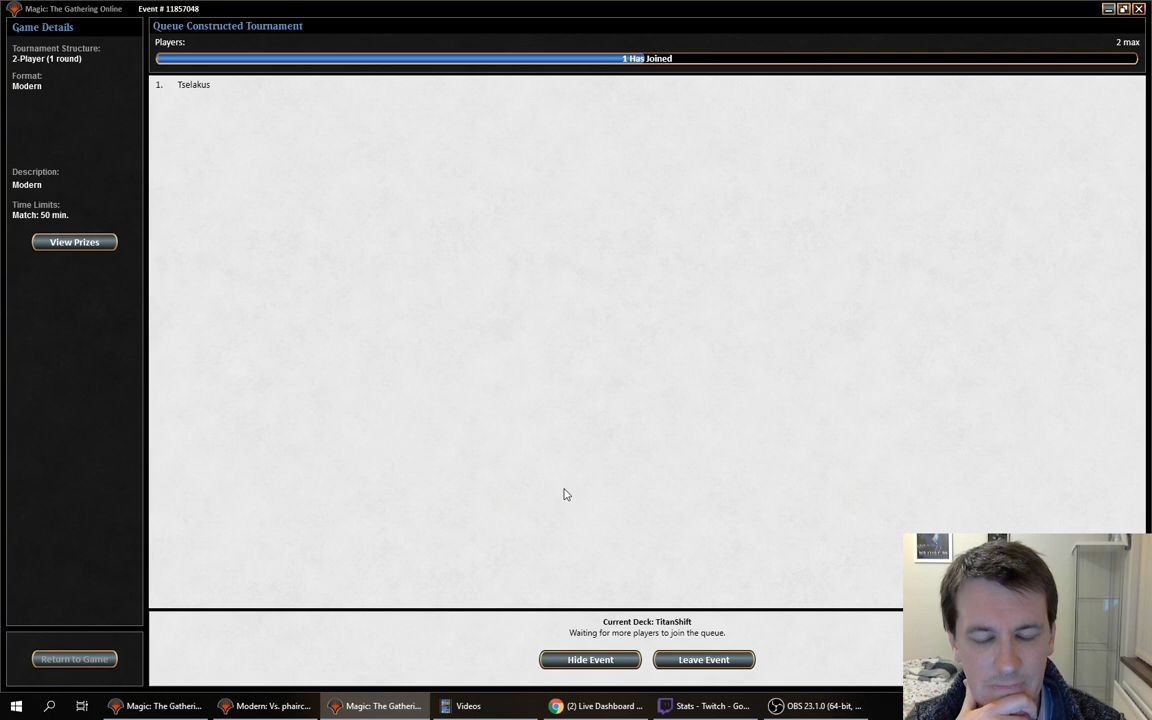 Magic: The Gathering Online Event # 11857048
Game Details
Tournament Structure:
2-Player (1 round)
Format:
Modern
Description:
Modern
Time Limits:
Match: 50 min.
View Prizes
Return to Game
Queue Constructed Tournament
Players:
2 max
1 Has Joined
1. Tselakus
Current Deck: TitanShift
Waiting for more players to join the queue.
Hide Event
Leave Event
Magic: The Gatheri...
Modern: Vs. phairc...
Magic: The Gatheri...
Videos
(2) Live Dashboard ...
Stats - Twitch - Go...
OBS 23.1.0 (64-bit, ...